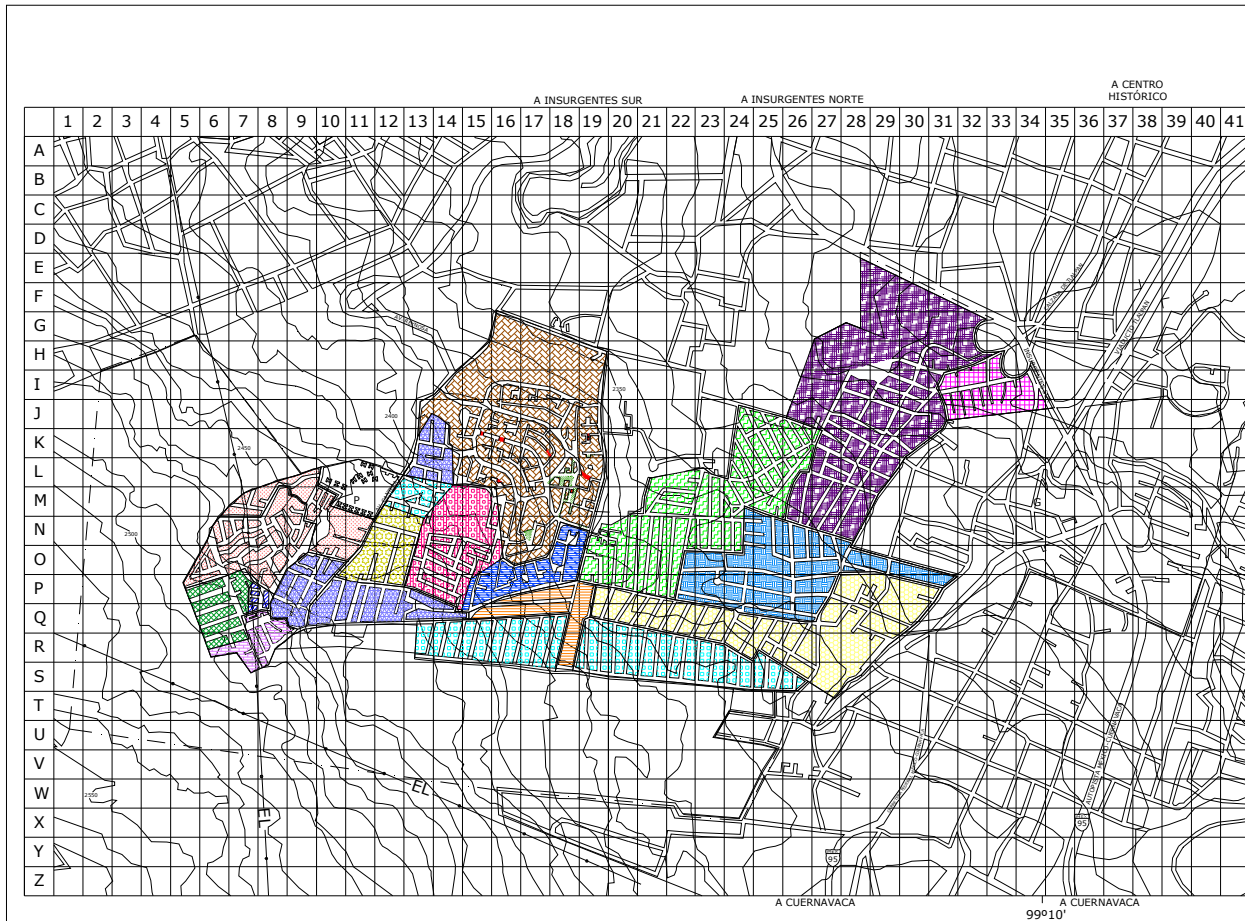 A CENTRO
HISTÓRICO
A INSURGENTES SUR
A INSURGENTES NORTE
1 2 3 4 5 6 7 8 9 10 11 12 13 14 15 16 17 18 19 20 21 22 23 24 25 26 27 28 29 30 31 32 33 34 35 36 37 38 39 40 41
A
B
C
D
E
F
G
H
I
J
K
L
M
N
O
P
Q
R
S
T
U
V
W
X
Y
Z
2350
2400
2450
P
G
2500
2550
EL
EL
95
95
A CUERNAVACA
A CUERNAVACA
99º10'